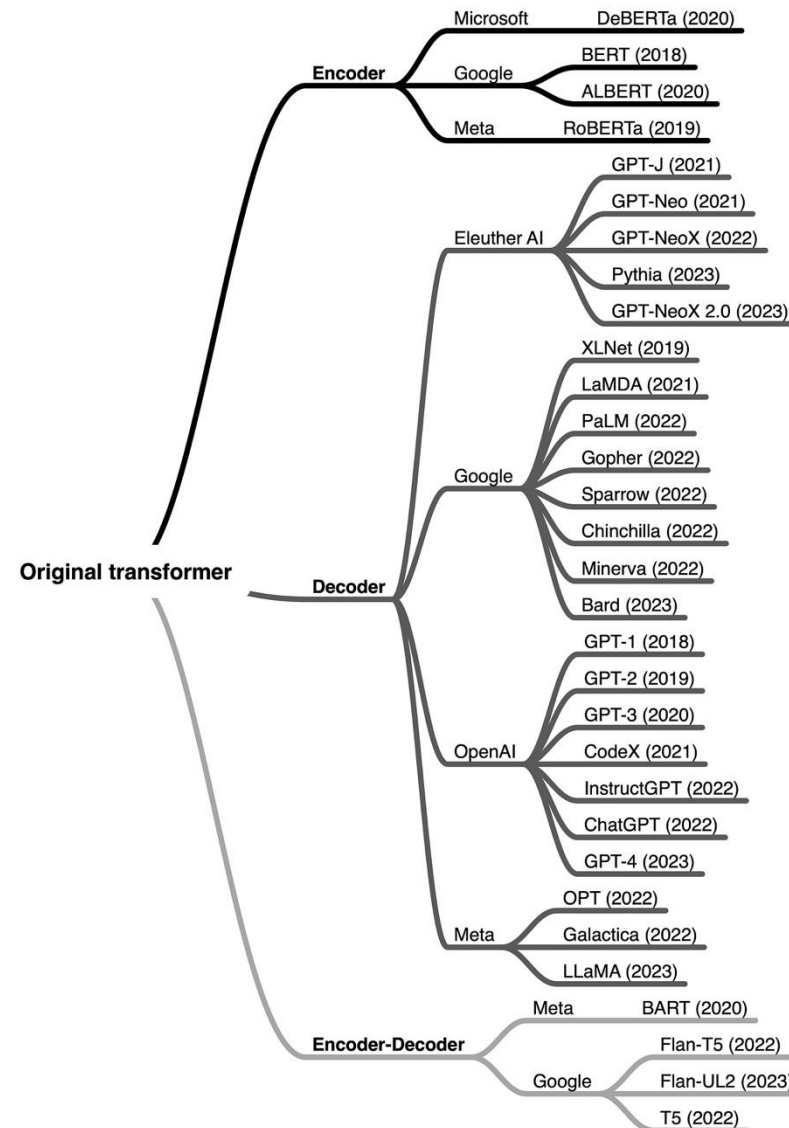 Microsoft DeBERTa (2020)
BERT (2018)
Encoder Google
ALBERT (2020)
Meta RoBERTa (2019)
GPT-J (2021)
GPT-Neo (2021)
Eleuther AI GPT-NeoX (2022)
Pythia (2023)
GPT-NeoX 2.0 (2023)
XLNet (2019)
LaMDA (2021)
PaLM (2022)
Gopher (2022)
Google
Sparrow (2022)
Chinchilla (2022)
Original transformer
Decoder
Minerva (2022)
Bard (2023)
GPT-1 (2018)
GPT-2 (2019)
GPT-3 (2020)
OpenAI CodeX (2021)
InstructGPT (2022)
ChatGPT (2022)
GPT-4 (2023)
OPT (2022)
Meta Galactica (2022)
LLaMA (2023)
Meta BART (2020)
Encoder-Decoder
Flan-T5 (2022)
Google Flan-UL2 (2023)
T5 (2022)